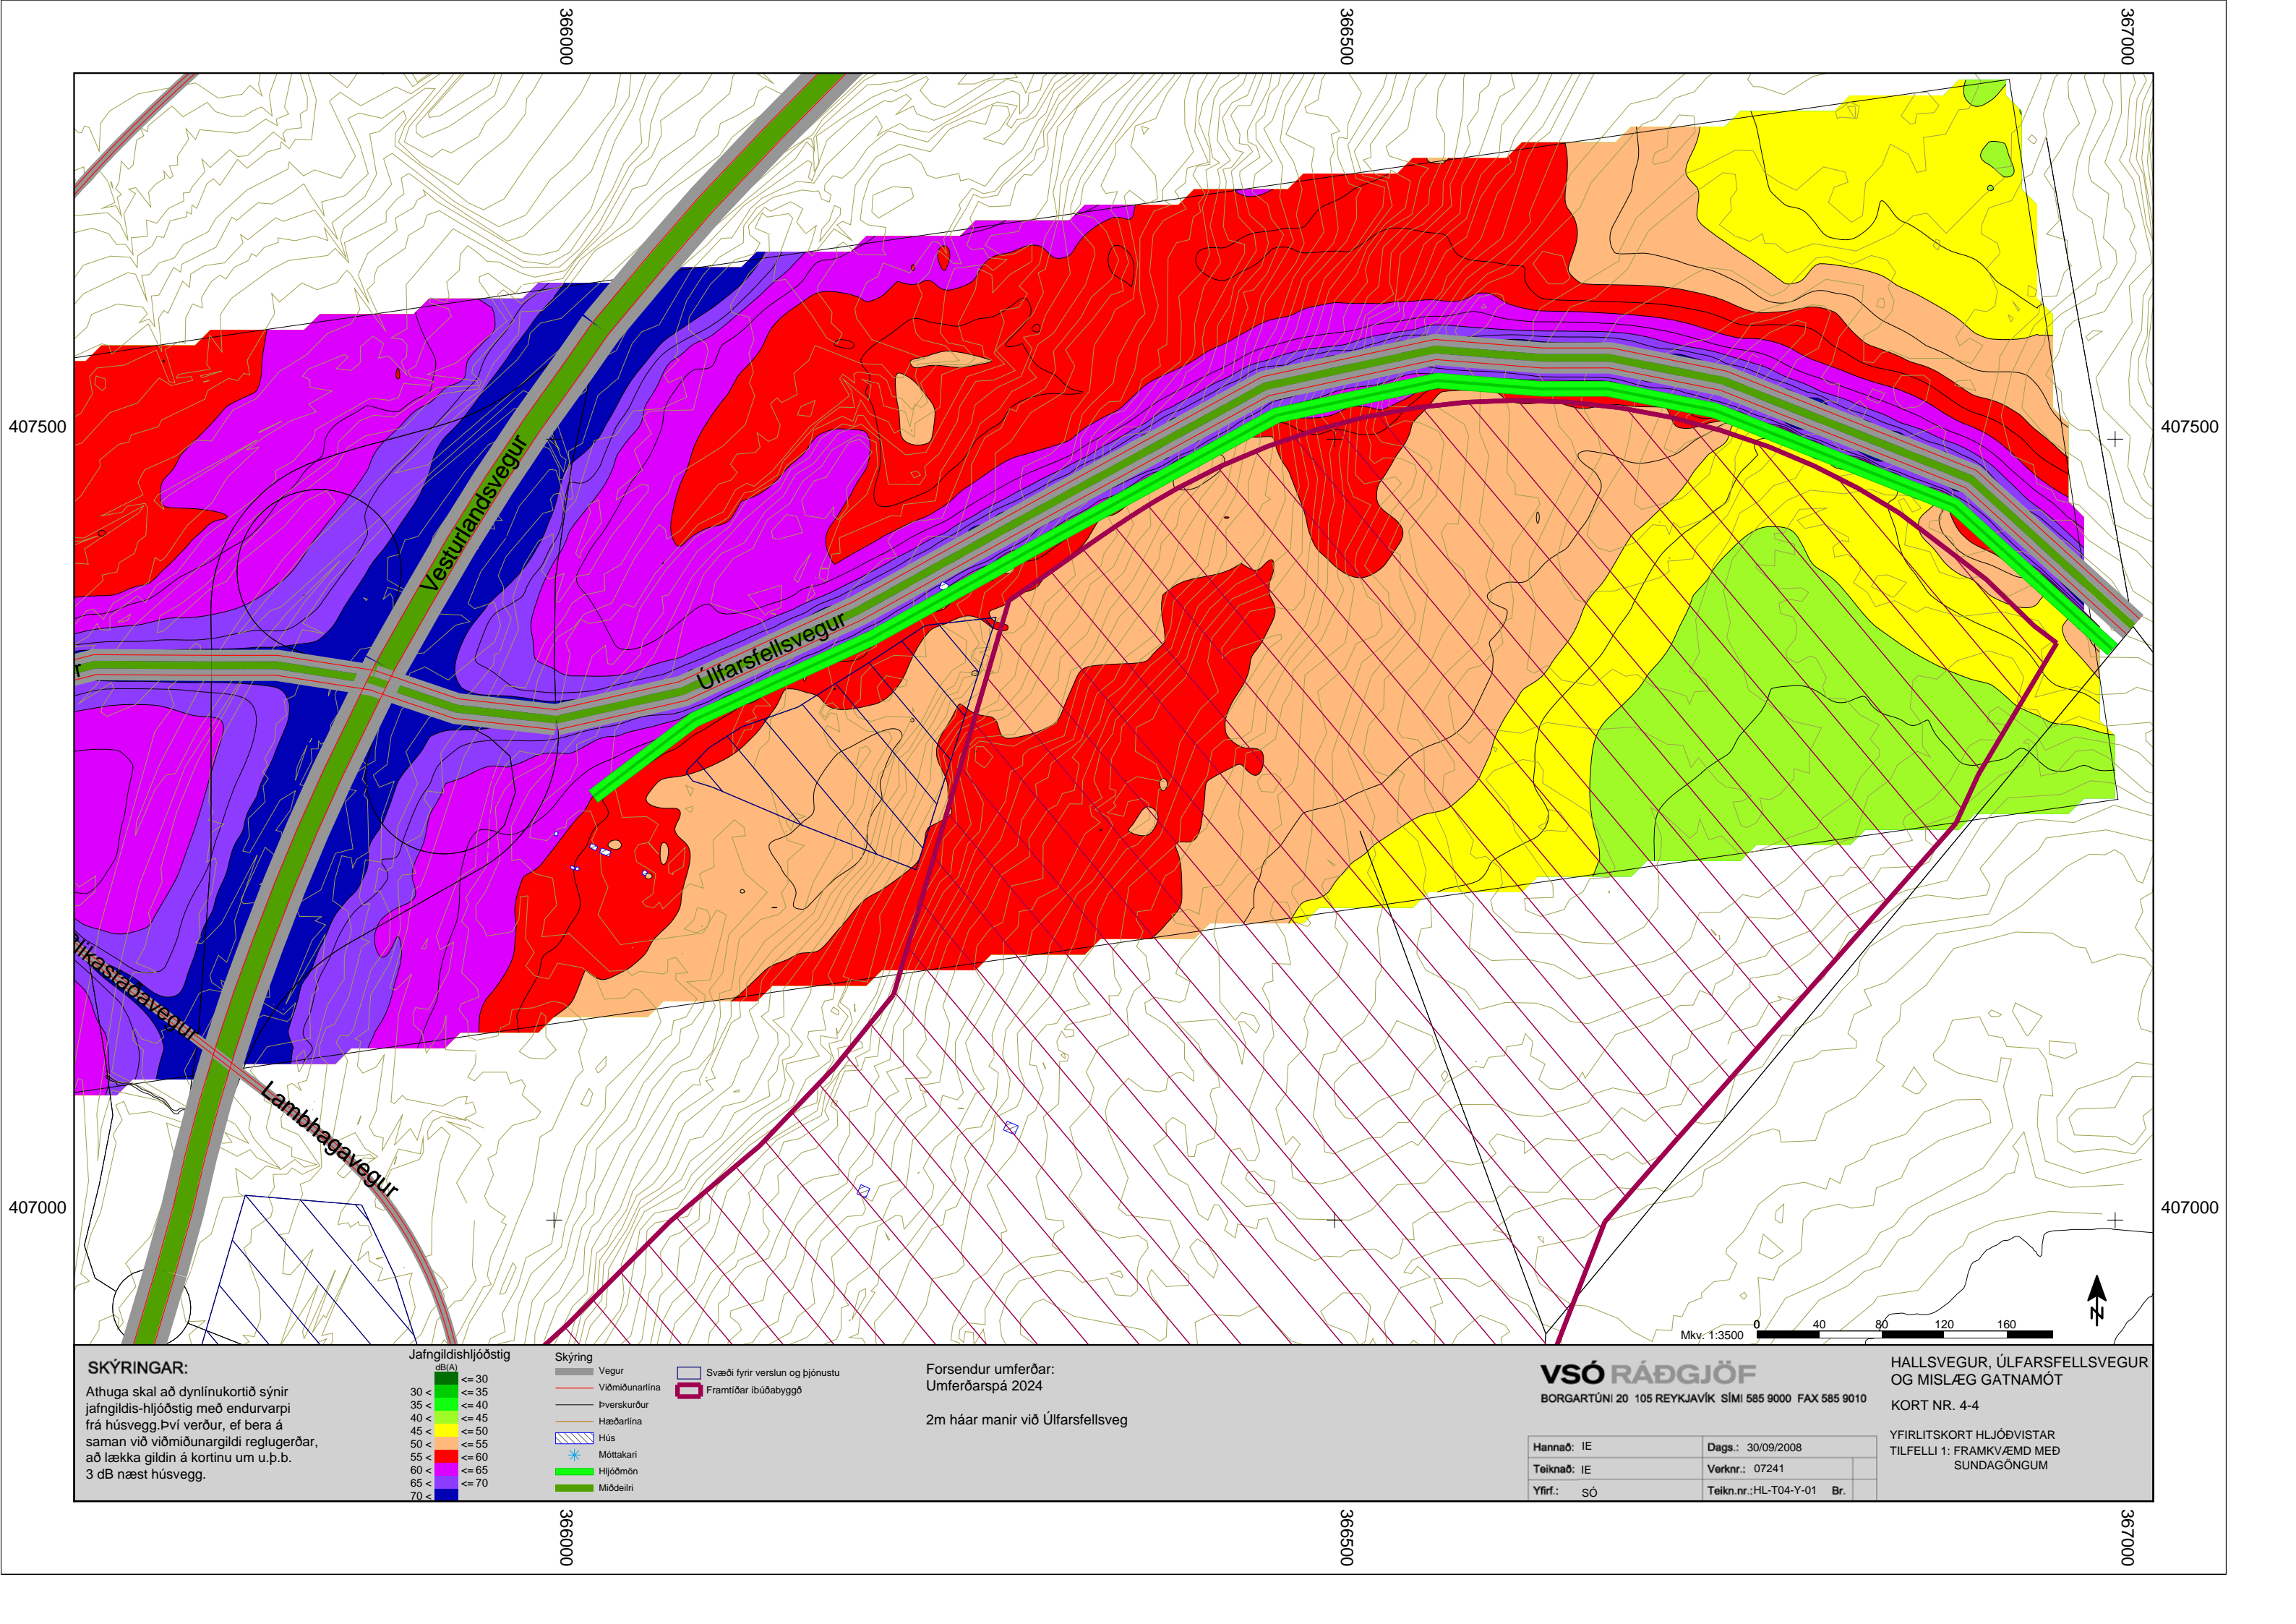 366000
366500
367000
407500
407500
Vesturlandsvegur
Úlfarsfellsvegur
r
Blikastaðavegur
Lambhagavegur
407000
407000
N
Mkv. 1:3500
0 40 80 120 160
SKÝRINGAR:
Athuga skal að dynlínukortið sýnir
jafngildis-hljóðstig með endurvarpi
frá húsvegg.Því verður, ef bera á
saman við viðmiðunargildi reglugerðar,
að lækka gildin á kortinu um u.þ.b.
3 dB næst húsvegg.
Jafngildishljóðstig
dB(A)
<= 30
30 < <= 35
35 < <= 40
40 < <= 45
45 < <= 50
50 < <= 55
55 < <= 60
60 < <= 65
65 < <= 70
70 <
Skýring
Vegur
Viðmiðunarlína
Þverskurður
Hæðarlína
Hús
Móttakari
Hljóðmön
Miðdeilri
Svæði fyrir verslun og þjónustu
Framtíðar íbúðabyggð
Forsendur umferðar:
Umferðarspá 2024
2m háar manir við Úlfarsfellsveg
VSÓ RÁÐGJÖF
BORGARTÚNI 20 105 REYKJAVÍK SÍMI 585 9000 FAX 585 9010
Hannað: IE
Dags.: 30/09/2008
Teiknað: IE
Verknr.: 07241
Yfirf.: SÓ
Teikn.nr.:HL-T04-Y-01 Br.
HALLSVEGUR, ÚLFARSFELLSVEGUR
OG MISLÆG GATNAMÓT
KORT NR. 4-4
YFIRLITSKORT HLJÓÐVISTAR
TILFELLI 1: FRAMKVÆMD MEÐ
SUNDAGÖNGUM
366000
366500
367000